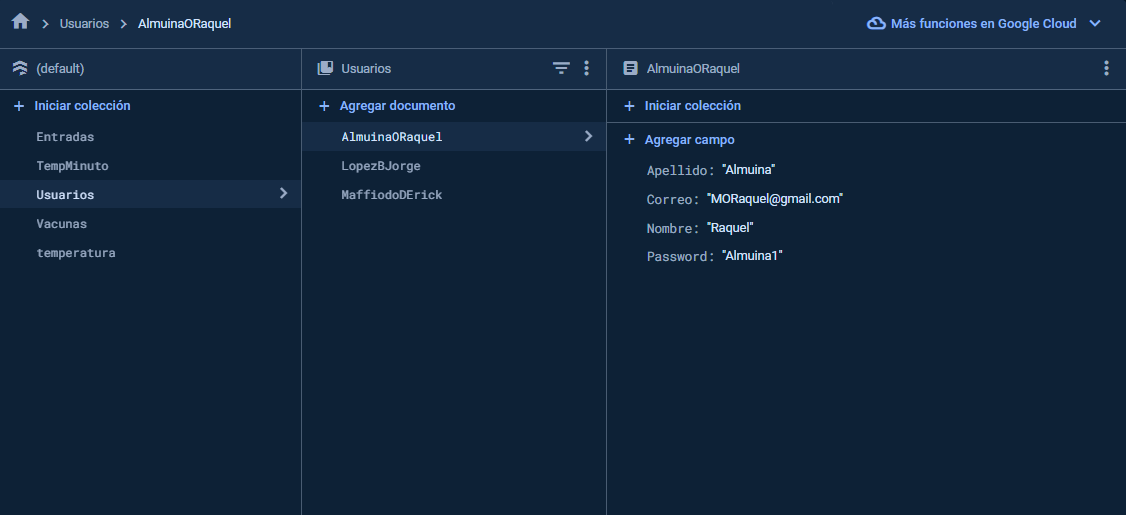 Usuarios AlmuinaORaquel Más funciones en Google Cloud
(default)
Iniciar colección
Entradas
TempMinuto
Usuarios
Vacunas
temperatura
Usuarios
Agregar documento
AlmuinaORaquel
LopezBJorge
MaffiodoDErick
AlmuinaORaquel
Iniciar colección
Agregar campo
Apellido: "Almuina"
Correo: "MORaquel@gmail.com"
Nombre: "Raquel"
Password: "Almuina1"